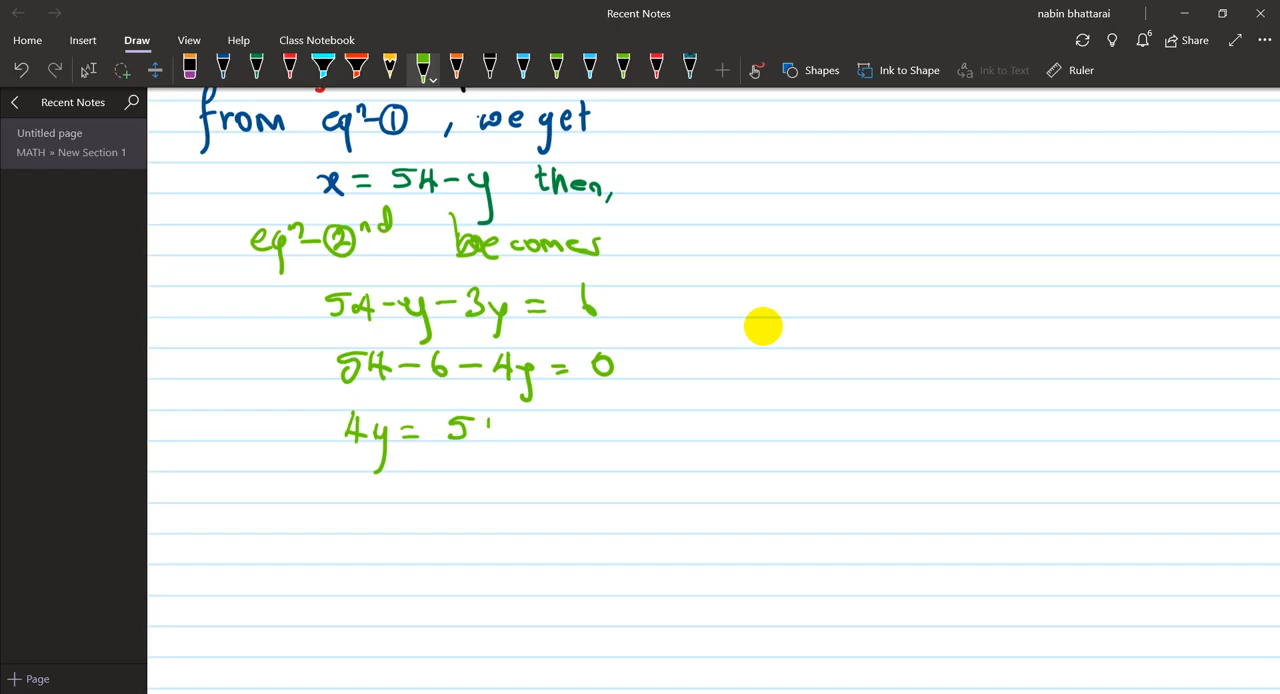 Recent Notes
nabin bhattarai
Home Insert Draw View Help Class Notebook
6
Share
Shapes Ink to Shape Ink to Text Ruler
Recent Notes
Untitled page
MATH » New Section 1
from eqⁿ-①, we get
x = 54 - y then,
eqⁿ-②ⁿᵈ becomes
54 - y - 3y = 6
54 - 6 - 4y = 0
4y = 5
Page